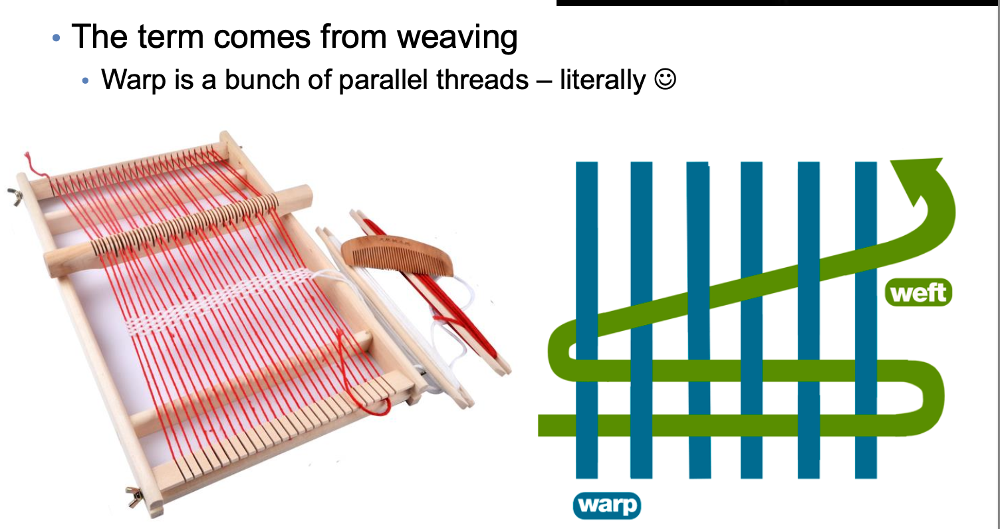 • The term comes from weaving
• Warp is a bunch of parallel threads – literally ☺
weft
warp